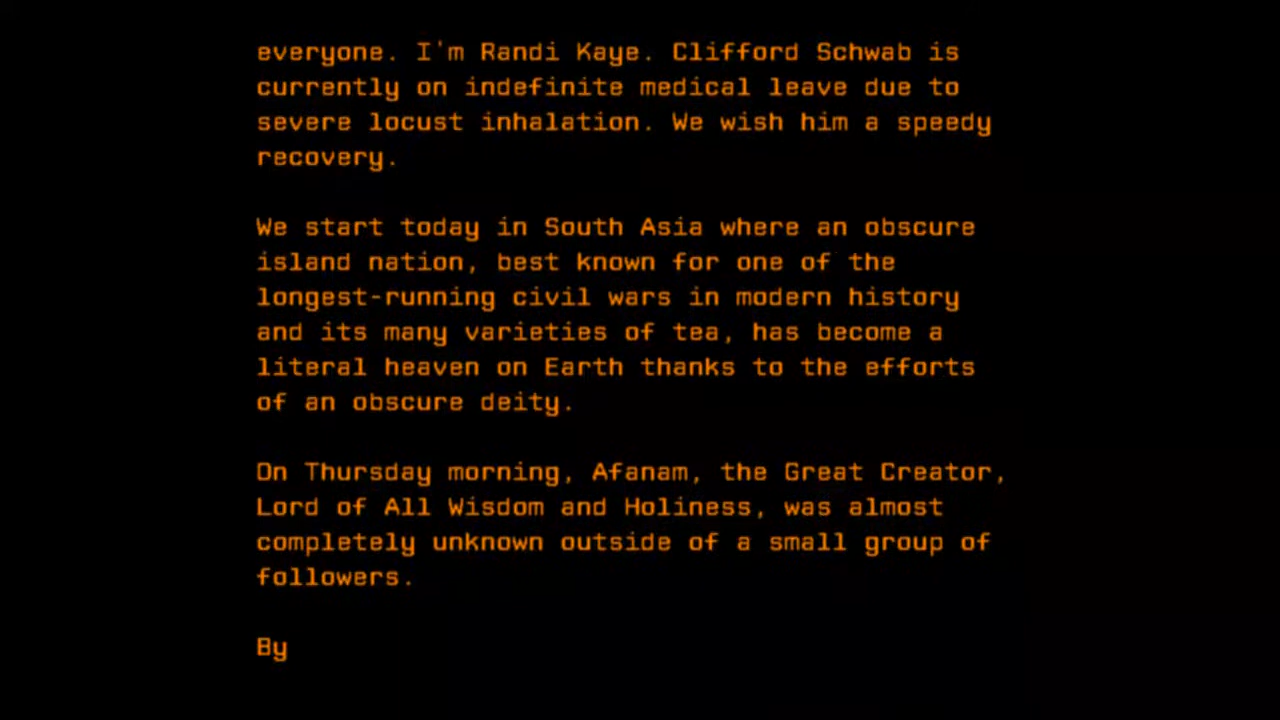 everyone. I'm Randi Kaye. Clifford Schwab is
currently on indefinite medical leave due to
severe locust inhalation. We wish him a speedy
recovery.
We start today in South Asia where an obscure
island nation, best known for one of the
longest-running civil wars in modern history
and its many varieties of tea, has become a
literal heaven on Earth thanks to the efforts
of an obscure deity.
On Thursday morning, Afanam, the Great Creator,
Lord of All Wisdom and Holiness, was almost
completely unknown outside of a small group of
followers.
By